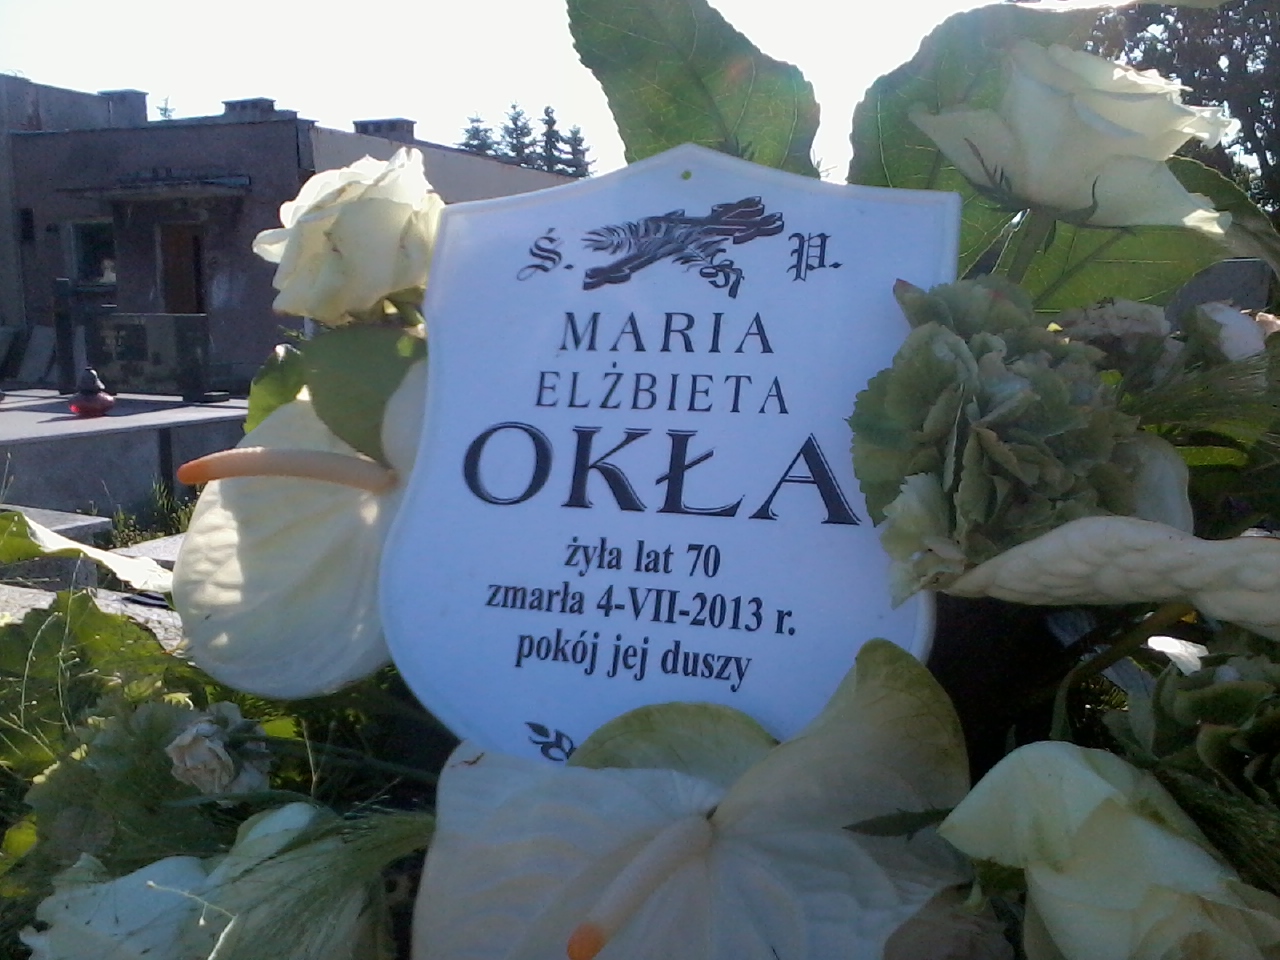 Ś. P.
MARIA
ELŻBIETA
OKŁA
żyła lat 70
zmarła 4-VII-2013 r.
pokój jej duszy